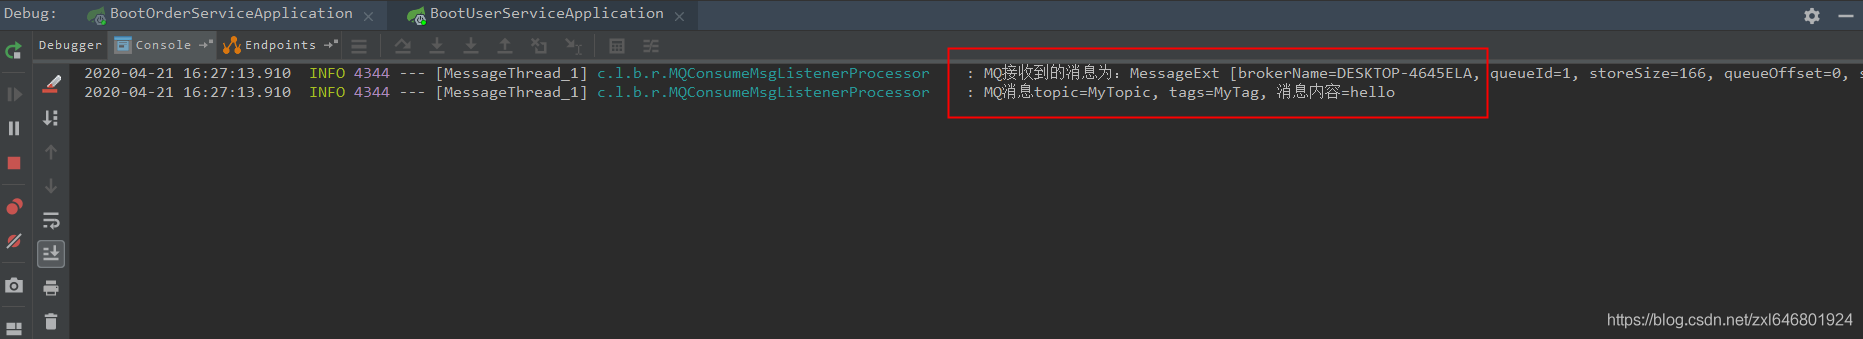 Debug: BootOrderServiceApplication BootUserServiceApplication
Debugger Console Endpoints
2020-04-21 16:27:13.910 INFO 4344 --- [MessageThread_1] c.l.b.r.MQConsumeMsgListenerProcessor : MQ接收到的消息为：MessageExt [brokerName=DESKTOP-4645ELA, queueId=1, storeSize=166, queueOffset=0, s
2020-04-21 16:27:13.910 INFO 4344 --- [MessageThread_1] c.l.b.r.MQConsumeMsgListenerProcessor : MQ消息topic=MyTopic, tags=MyTag, 消息内容=hello
https://blog.csdn.net/zxl646801924